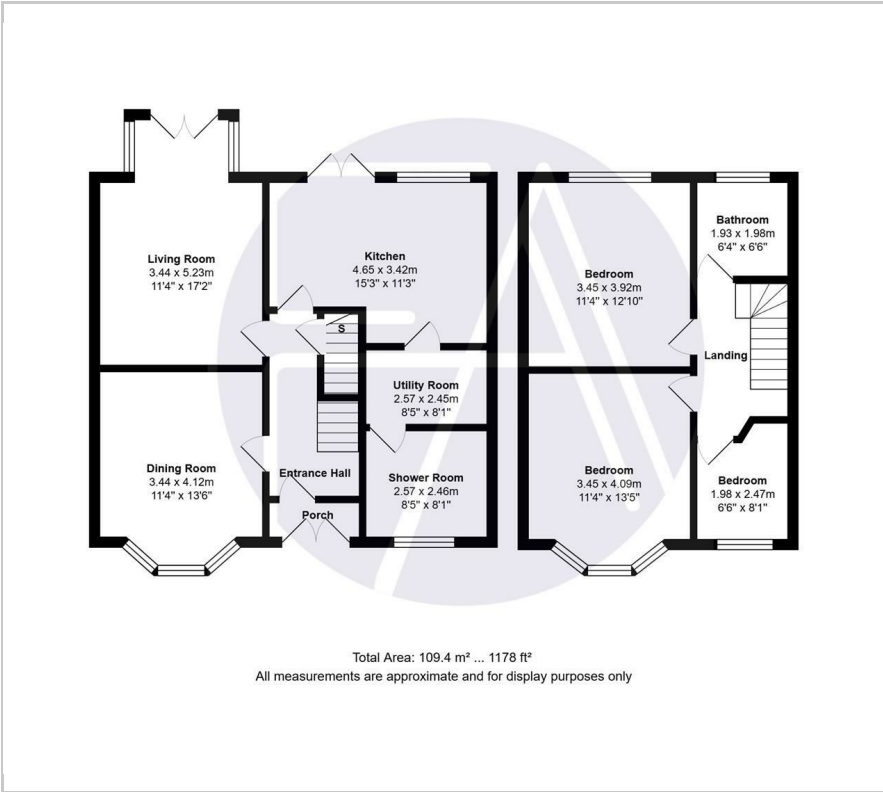 Living Room
3.44 x 5.23m
11'4" x 17'2"
Kitchen
4.65 x 3.42m
15'3" x 11'3"
S
Utility Room
2.57 x 2.45m
8'5" x 8'1"
Dining Room
3.44 x 4.12m
11'4" x 13'6"
Entrance Hall
Shower Room
2.57 x 2.46m
8'5" x 8'1"
Porch
Bathroom
1.93 x 1.98m
6'4" x 6'6"
Bedroom
3.45 x 3.92m
11'4" x 12'10"
Landing
Bedroom
3.45 x 4.09m
11'4" x 13'5"
Bedroom
1.98 x 2.47m
6'6" x 8'1"
Total Area: 109.4 m² ... 1178 ft²
All measurements are approximate and for display purposes only